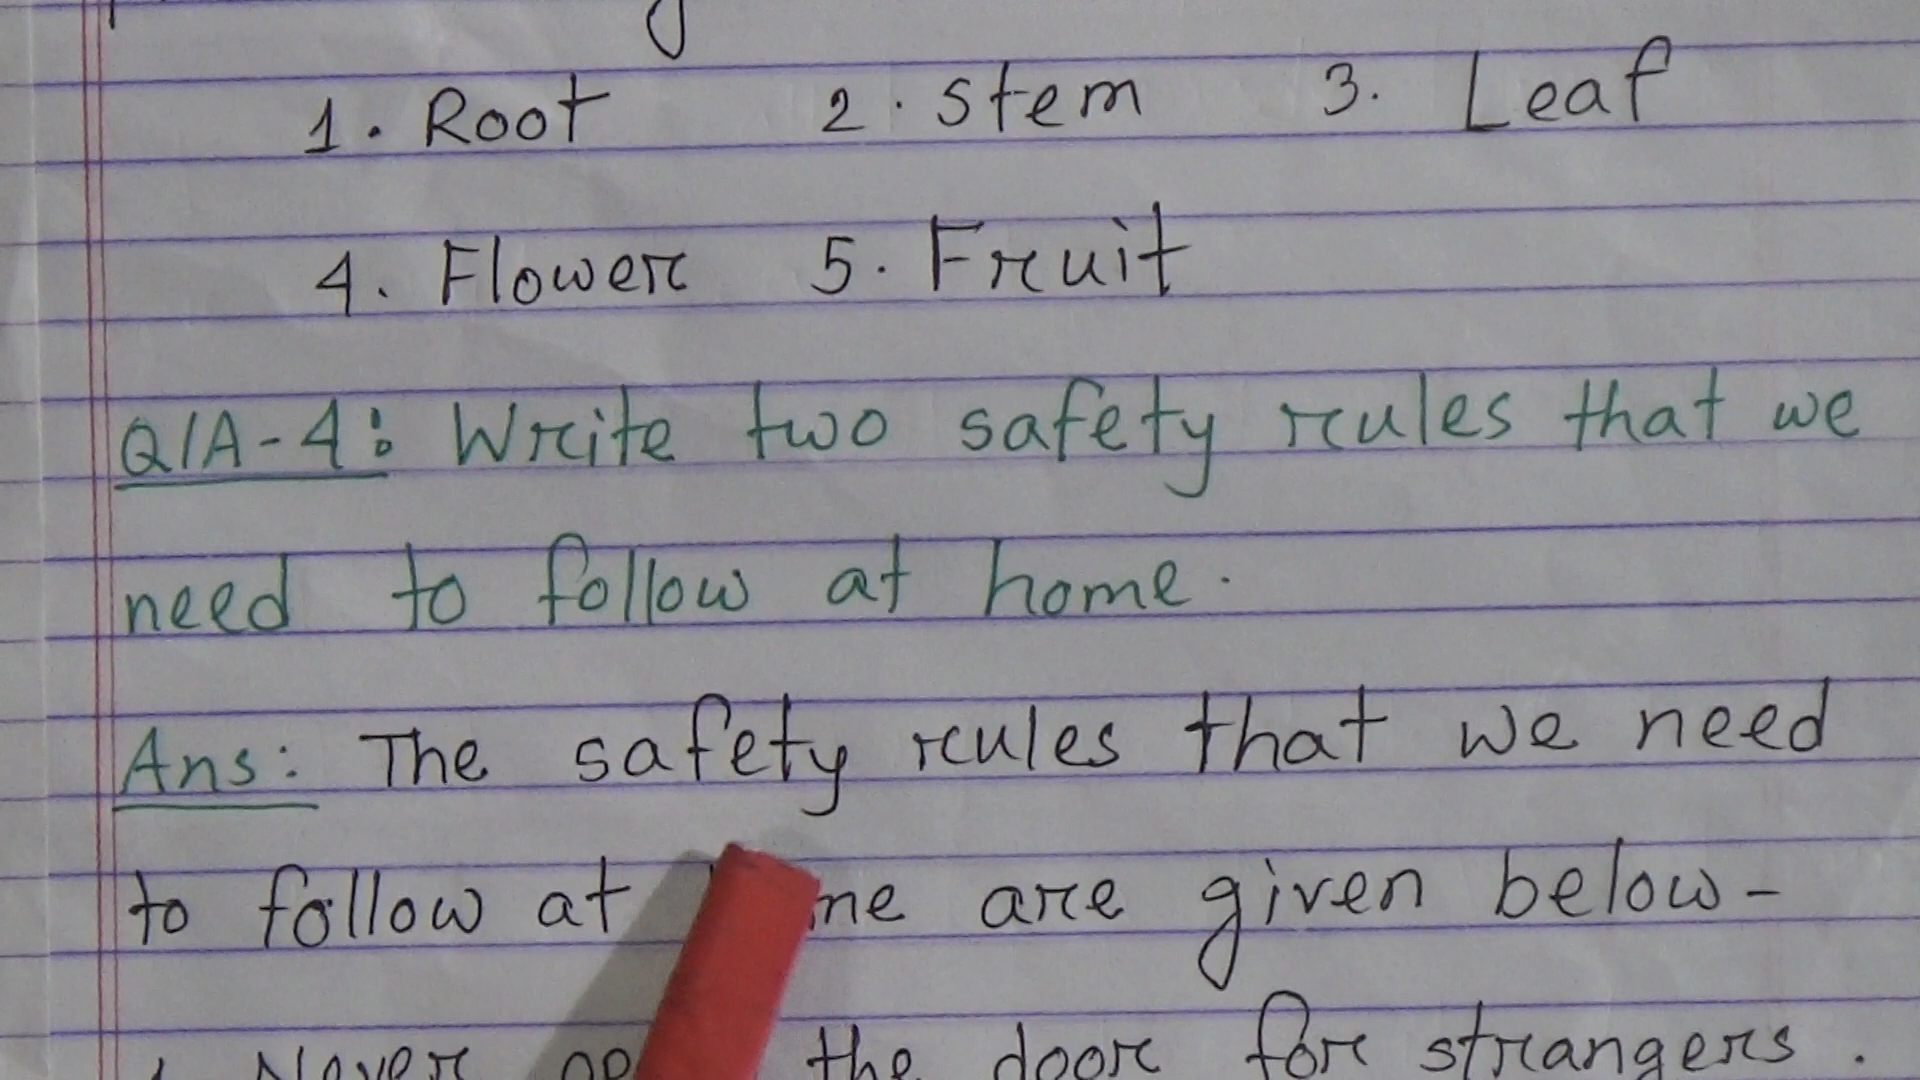 1. Root 2. Stem 3. Leaf
4. Flower 5. Fruit
Q/A-4: Write two safety rules that we
need to follow at home.
Ans: The safety rules that we need
to follow at are given below-
1. Never the door for strangers.